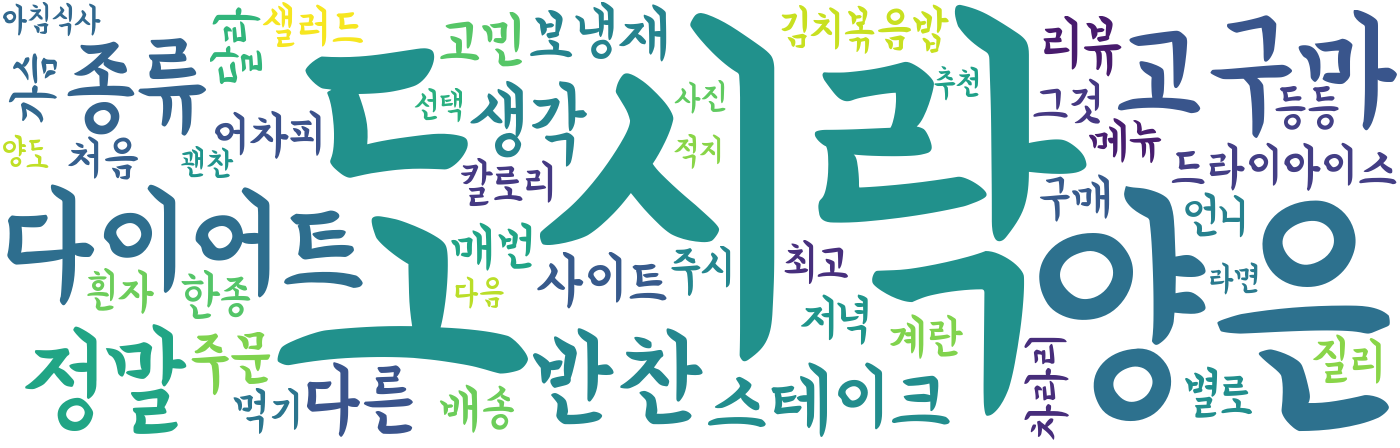 아침식사
달라
샐러드
고민
보냉재
김치볶음밥
리뷰
고구마
가슴
종류
도시락
선택
생각
사진
추천
그것
등등
양도
처음
괜찬
어차피
칼로리
적지
메뉴
드라이아이스
다이어트
매번
구매
양은
언니
흰자
한종
다음
사이트
주시
최고
라면
정말
주문
저녁
계란
차라리
질리
먹기
다른
배송
반찬
스테이크
별로